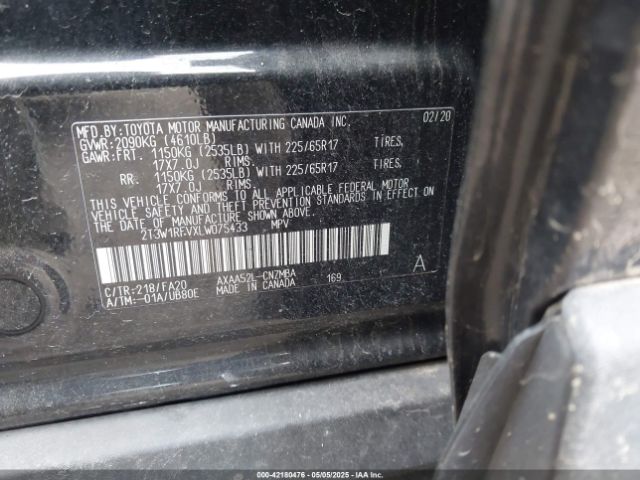 MFD.BY:TOYOTA MOTOR MANUFACTURING CANADA INC. 02/20
GVWR:2090KG (4610LB)
GAWR:FRT. 1150KG (2535LB) WITH 225/65R17 TIRES,
17X7.0J RIMS,
RR. 1150KG (2535LB) WITH 225/65R17 TIRES,
17X7.0J RIMS,
THIS VEHICLE CONFORMS TO ALL APPLICABLE FEDERAL MOTOR
VEHICLE SAFETY AND THEFT PREVENTION STANDARDS IN EFFECT ON
THE DATE OF MANUFACTURE SHOWN ABOVE.
2T3W1RFVXLW075433 MPV
C/TR:218/FA20 AXAA52L-CNZMBA 169 A
A/TM:-01A/UB80E MADE IN CANADA
000-42180476 05/05/2025